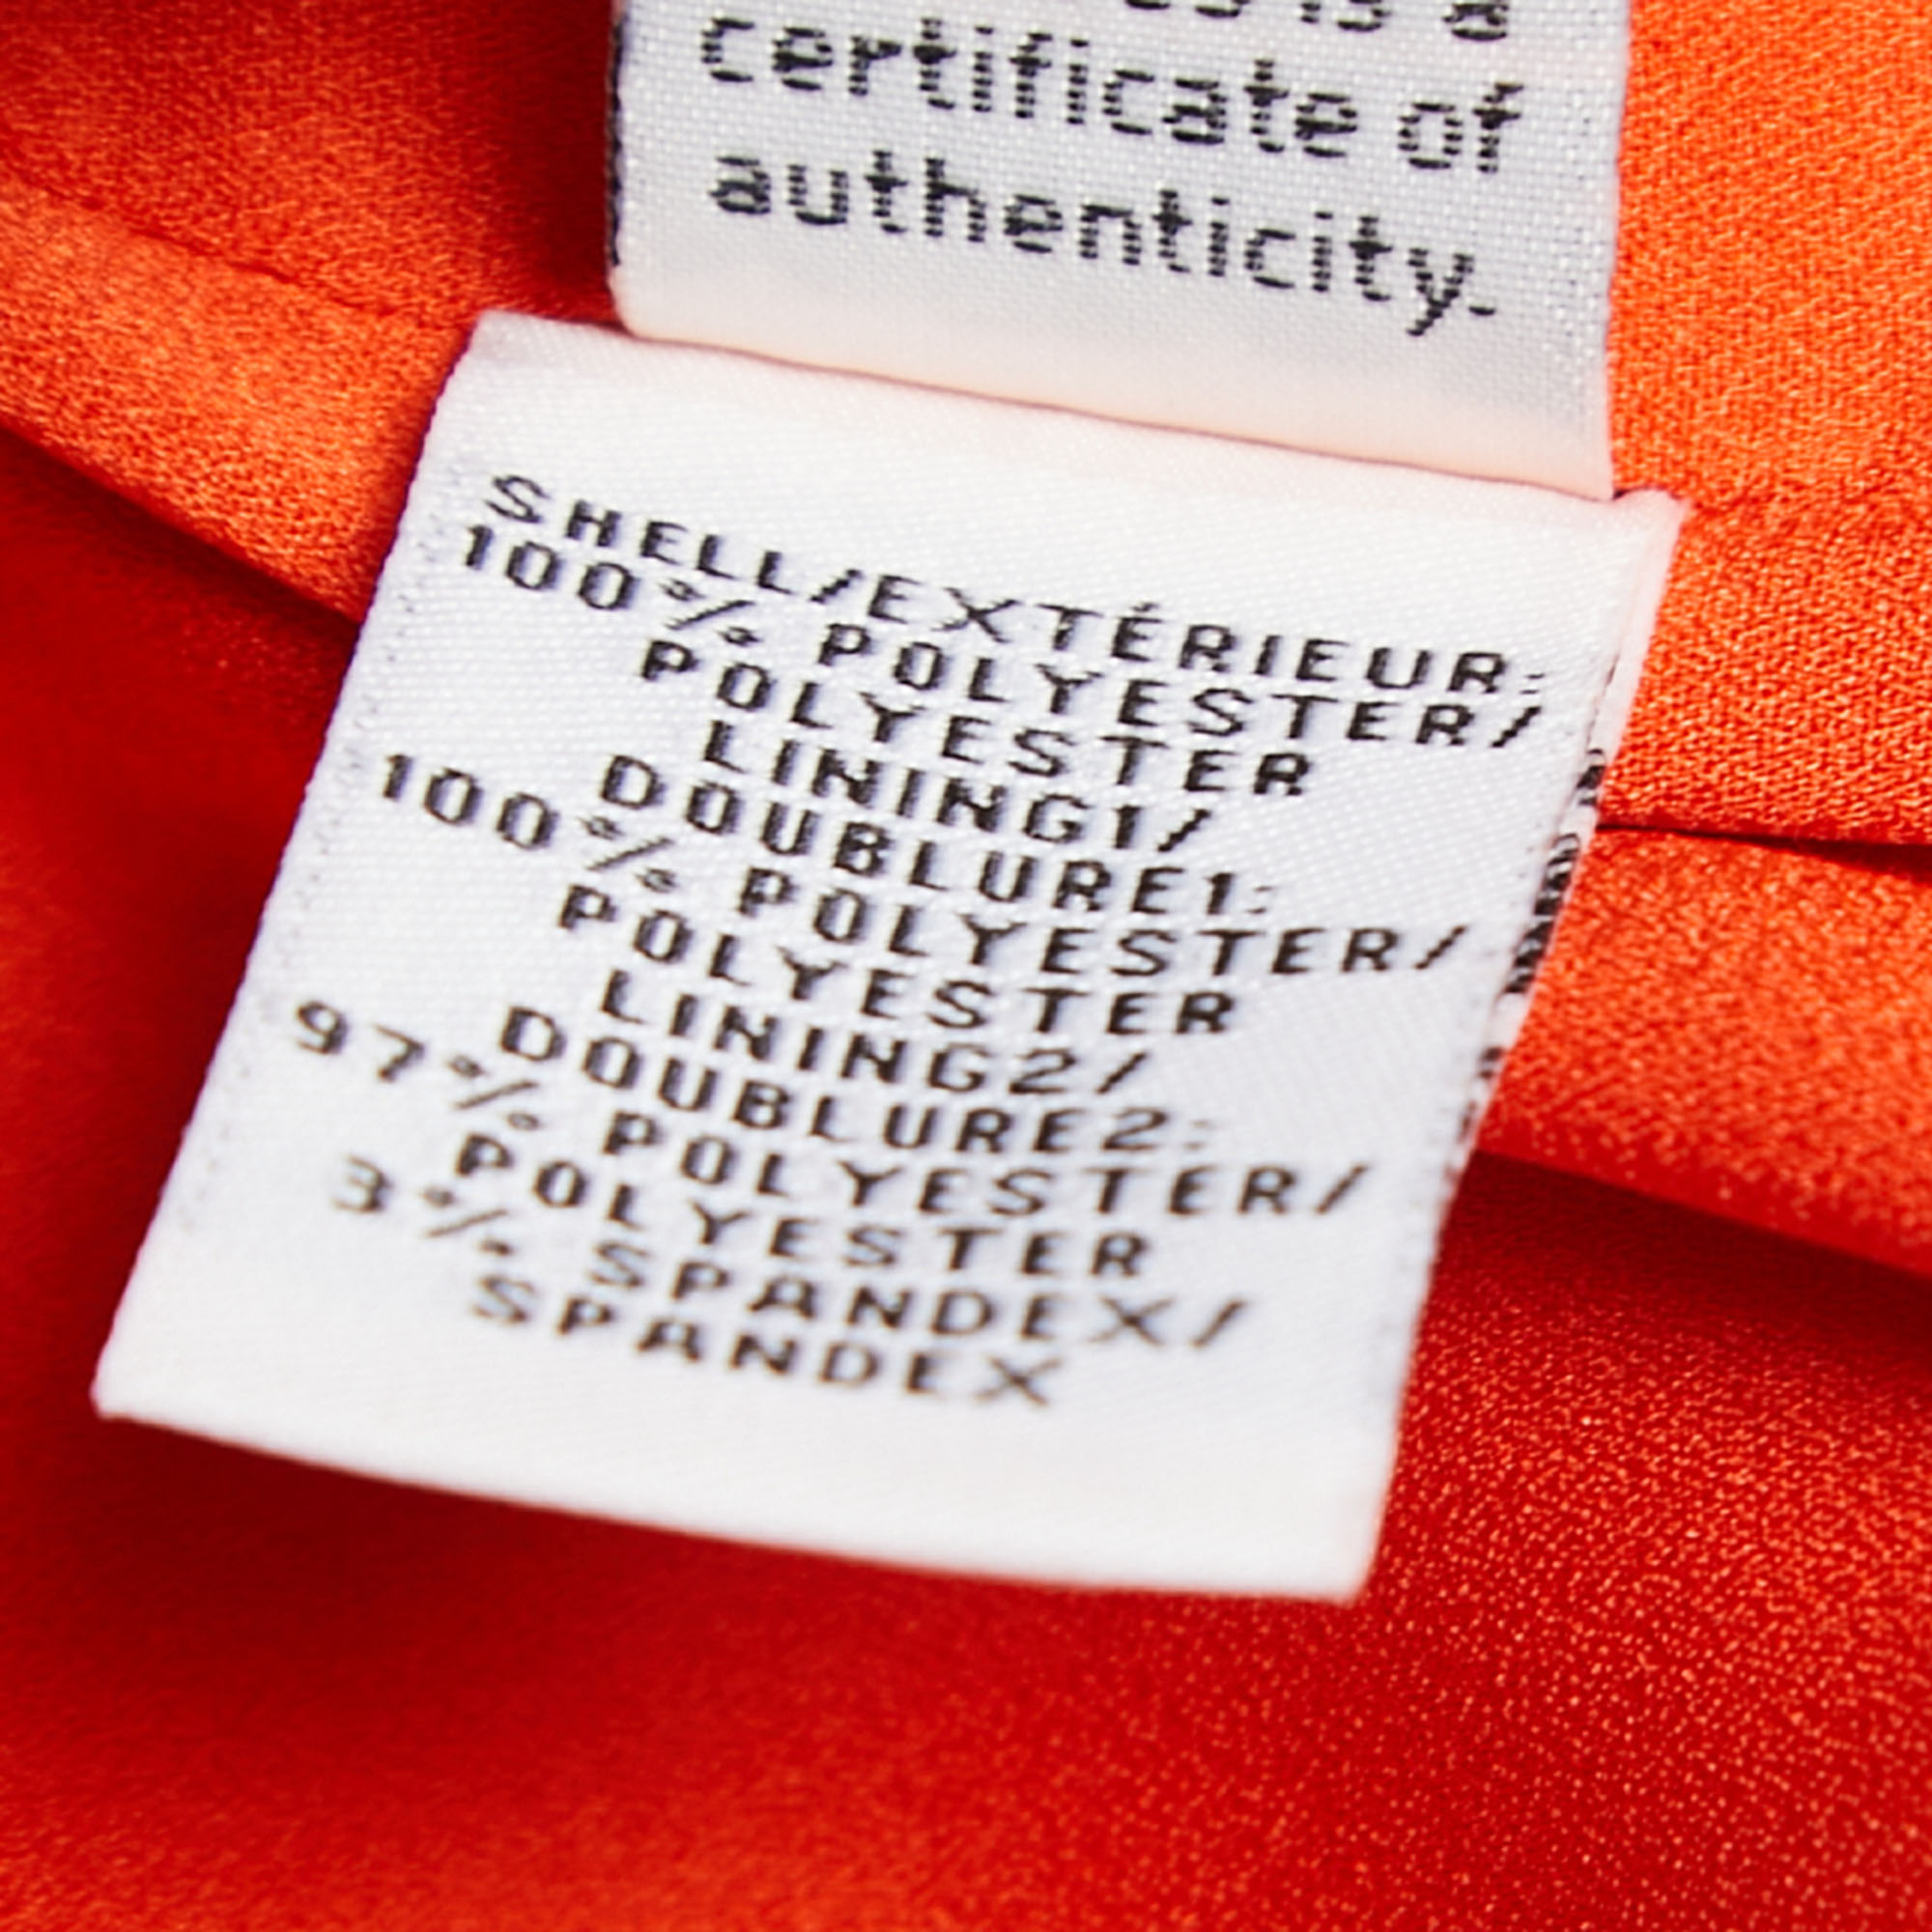 is a
certificate of
authenticity.
SHELL/EXTÉRIEUR:
100% POLYESTER/
POLYESTER
LINING1/
DOUBLURE1:
100% POLYESTER/
POLYESTER
LINING2/
DOUBLURE2:
97% POLYESTER/
POLYESTER
3% SPANDEX/
SPANDEX